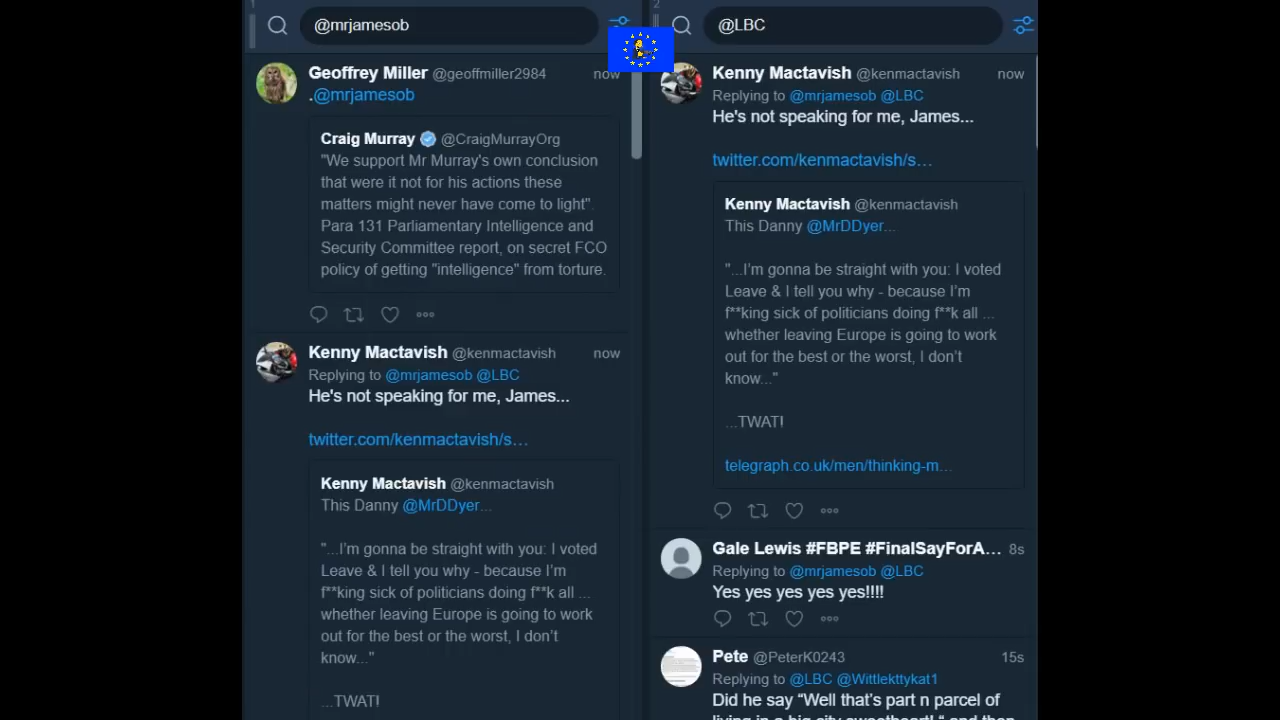 1
@mrjamesob
Geoffrey Miller @geoffmiller2984 now
.@mrjamesob
Craig Murray @CraigMurrayOrg
"We support Mr Murray's own conclusion
that were it not for his actions these
matters might never have come to light".
Para 131 Parliamentary Intelligence and
Security Committee report, on secret FCO
policy of getting "intelligence" from torture.
Kenny Mactavish @kenmactavish now
Replying to @mrjamesob @LBC
He's not speaking for me, James...
twitter.com/kenmactavish/s…
Kenny Mactavish @kenmactavish
This Danny @MrDDyer...
"...I'm gonna be straight with you: I voted
Leave & I tell you why - because I'm
f**king sick of politicians doing f**k all ...
whether leaving Europe is going to work
out for the best or the worst, I don't
know..."
...TWAT!
2
@LBC
Kenny Mactavish @kenmactavish now
Replying to @mrjamesob @LBC
He's not speaking for me, James...
twitter.com/kenmactavish/s…
Kenny Mactavish @kenmactavish
This Danny @MrDDyer...
"...I'm gonna be straight with you: I voted
Leave & I tell you why - because I'm
f**king sick of politicians doing f**k all ...
whether leaving Europe is going to work
out for the best or the worst, I don't
know..."
...TWAT!
telegraph.co.uk/men/thinking-m…
Gale Lewis #FBPE #FinalSayForA... 8s
Replying to @mrjamesob @LBC
Yes yes yes yes yes!!!!
Pete @PeterK0243 15s
Replying to @LBC @Wittlekttykat1
Did he say “Well that's part n parcel of
living in a big city sweetheart! “ and then